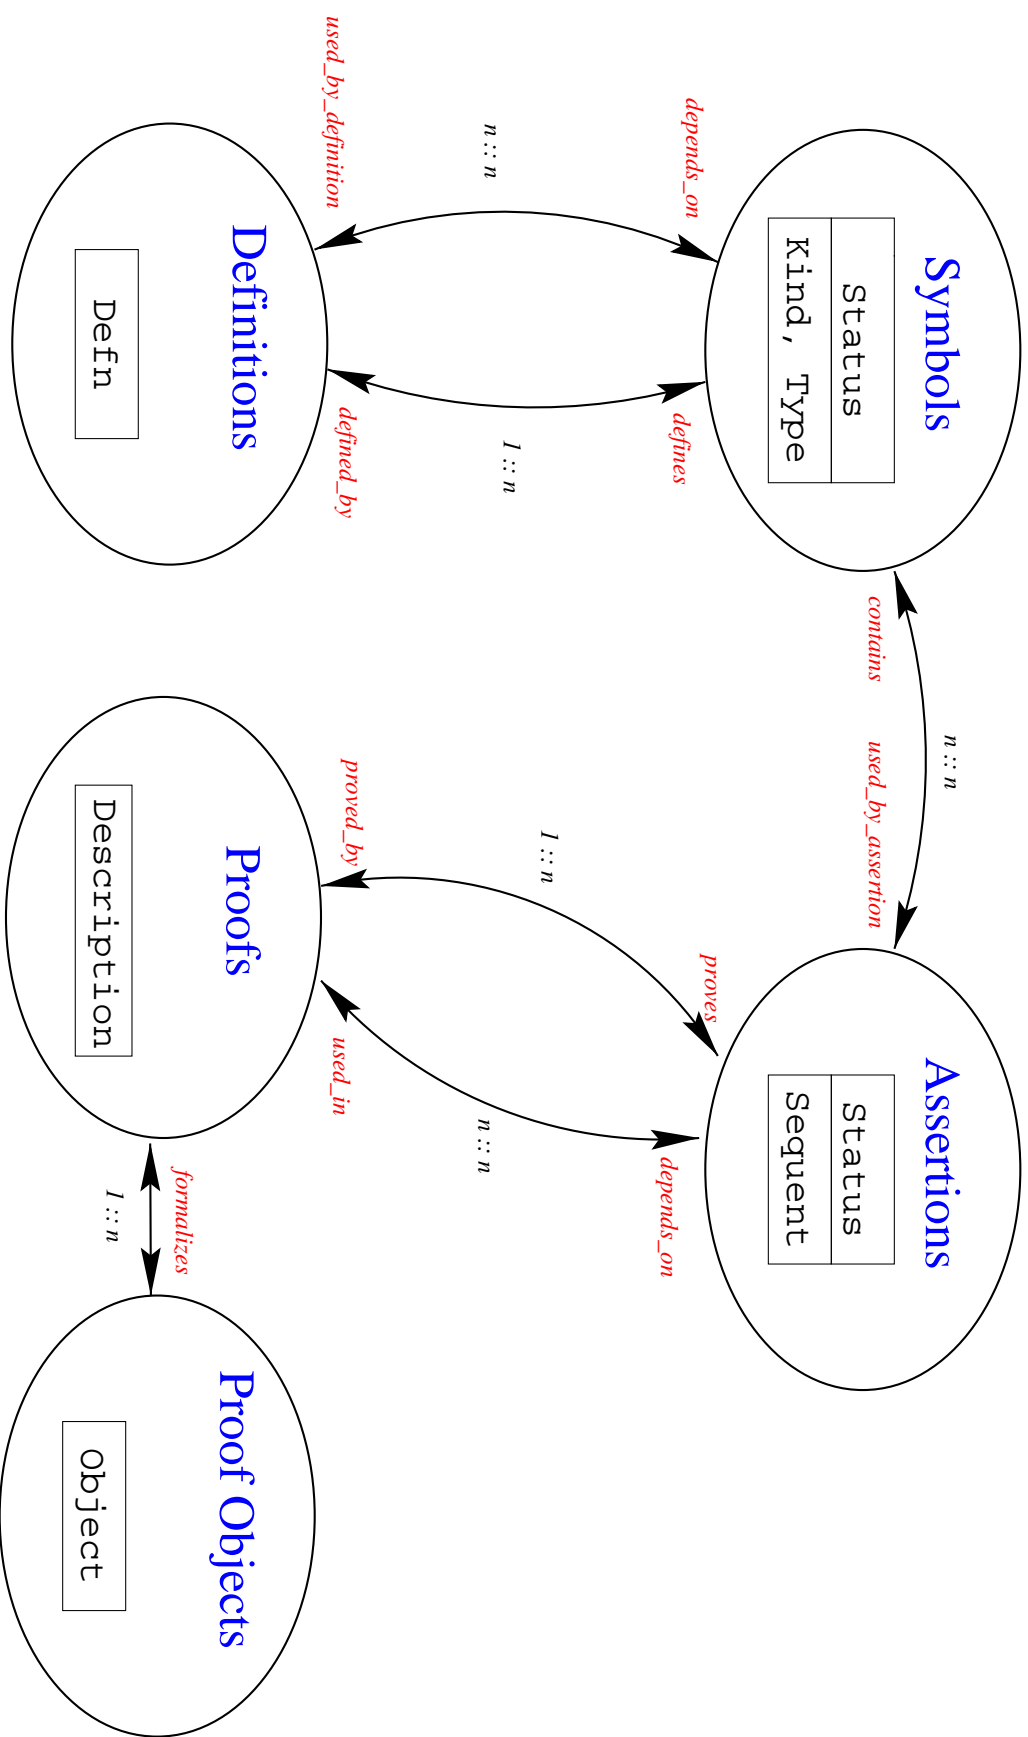 Symbols
Status
Kind, Type
contains
n :: n
used_by_assertion
Assertions
Status
Sequent
depends_on
n :: n
used_by_definition
defines
1 :: n
defined_by
proves
1 :: n
proved_by
depends_on
n :: n
used_in
Definitions
Defn
Proofs
Description
formalizes
1 :: n
Proof Objects
Object